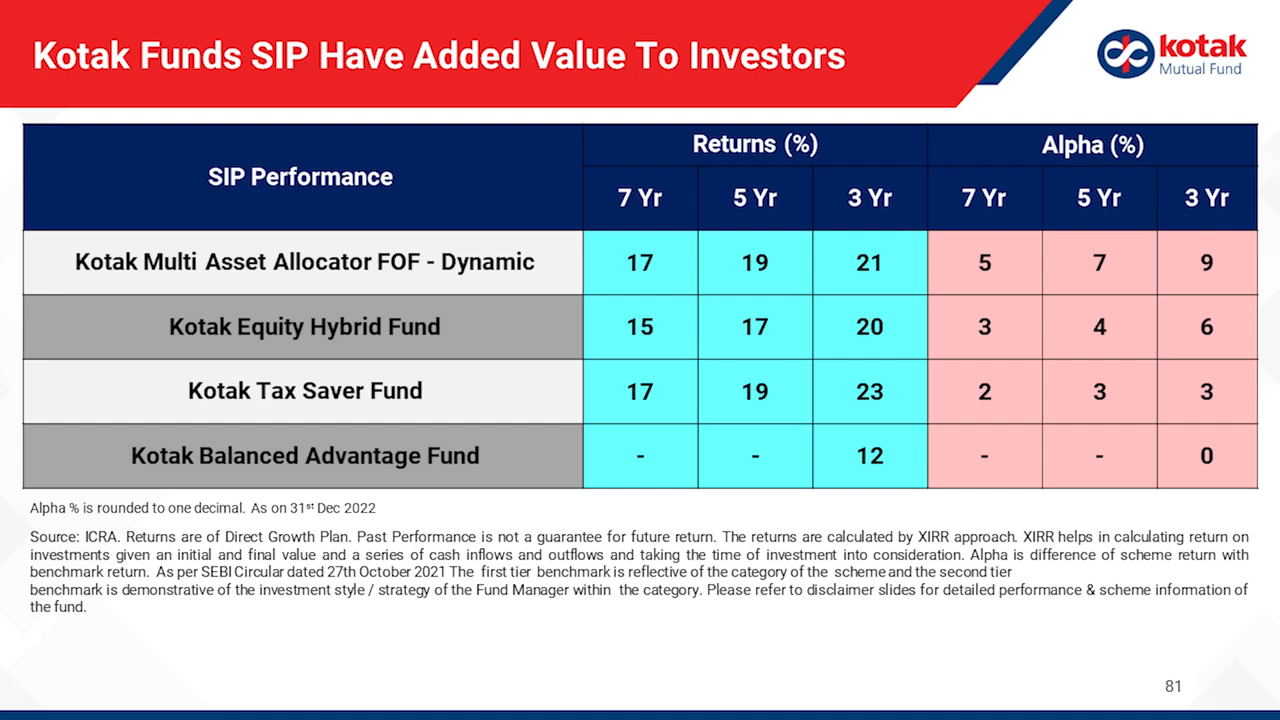 Kotak Funds SIP Have Added Value To Investors
kotak
Mutual Fund
SIP Performance
Returns (%)
Alpha (%)
7 Yr 5 Yr 3 Yr 7 Yr 5 Yr 3 Yr
Kotak Multi Asset Allocator FOF - Dynamic 17 19 21 5 7 9
Kotak Equity Hybrid Fund 15 17 20 3 4 6
Kotak Tax Saver Fund 17 19 23 2 3 3
Kotak Balanced Advantage Fund - - 12 - - 0
Alpha % is rounded to one decimal. As on 31st Dec 2022
Source: ICRA. Returns are of Direct Growth Plan. Past Performance is not a guarantee for future return. The returns are calculated by XIRR approach. XIRR helps in calculating return on
investments given an initial and final value and a series of cash inflows and outflows and taking the time of investment into consideration. Alpha is difference of scheme return with
benchmark return. As per SEBI Circular dated 27th October 2021 The first tier benchmark is reflective of the category of the scheme and the second tier
benchmark is demonstrative of the investment style / strategy of the Fund Manager within the category. Please refer to disclaimer slides for detailed performance & scheme information of
the fund.
81